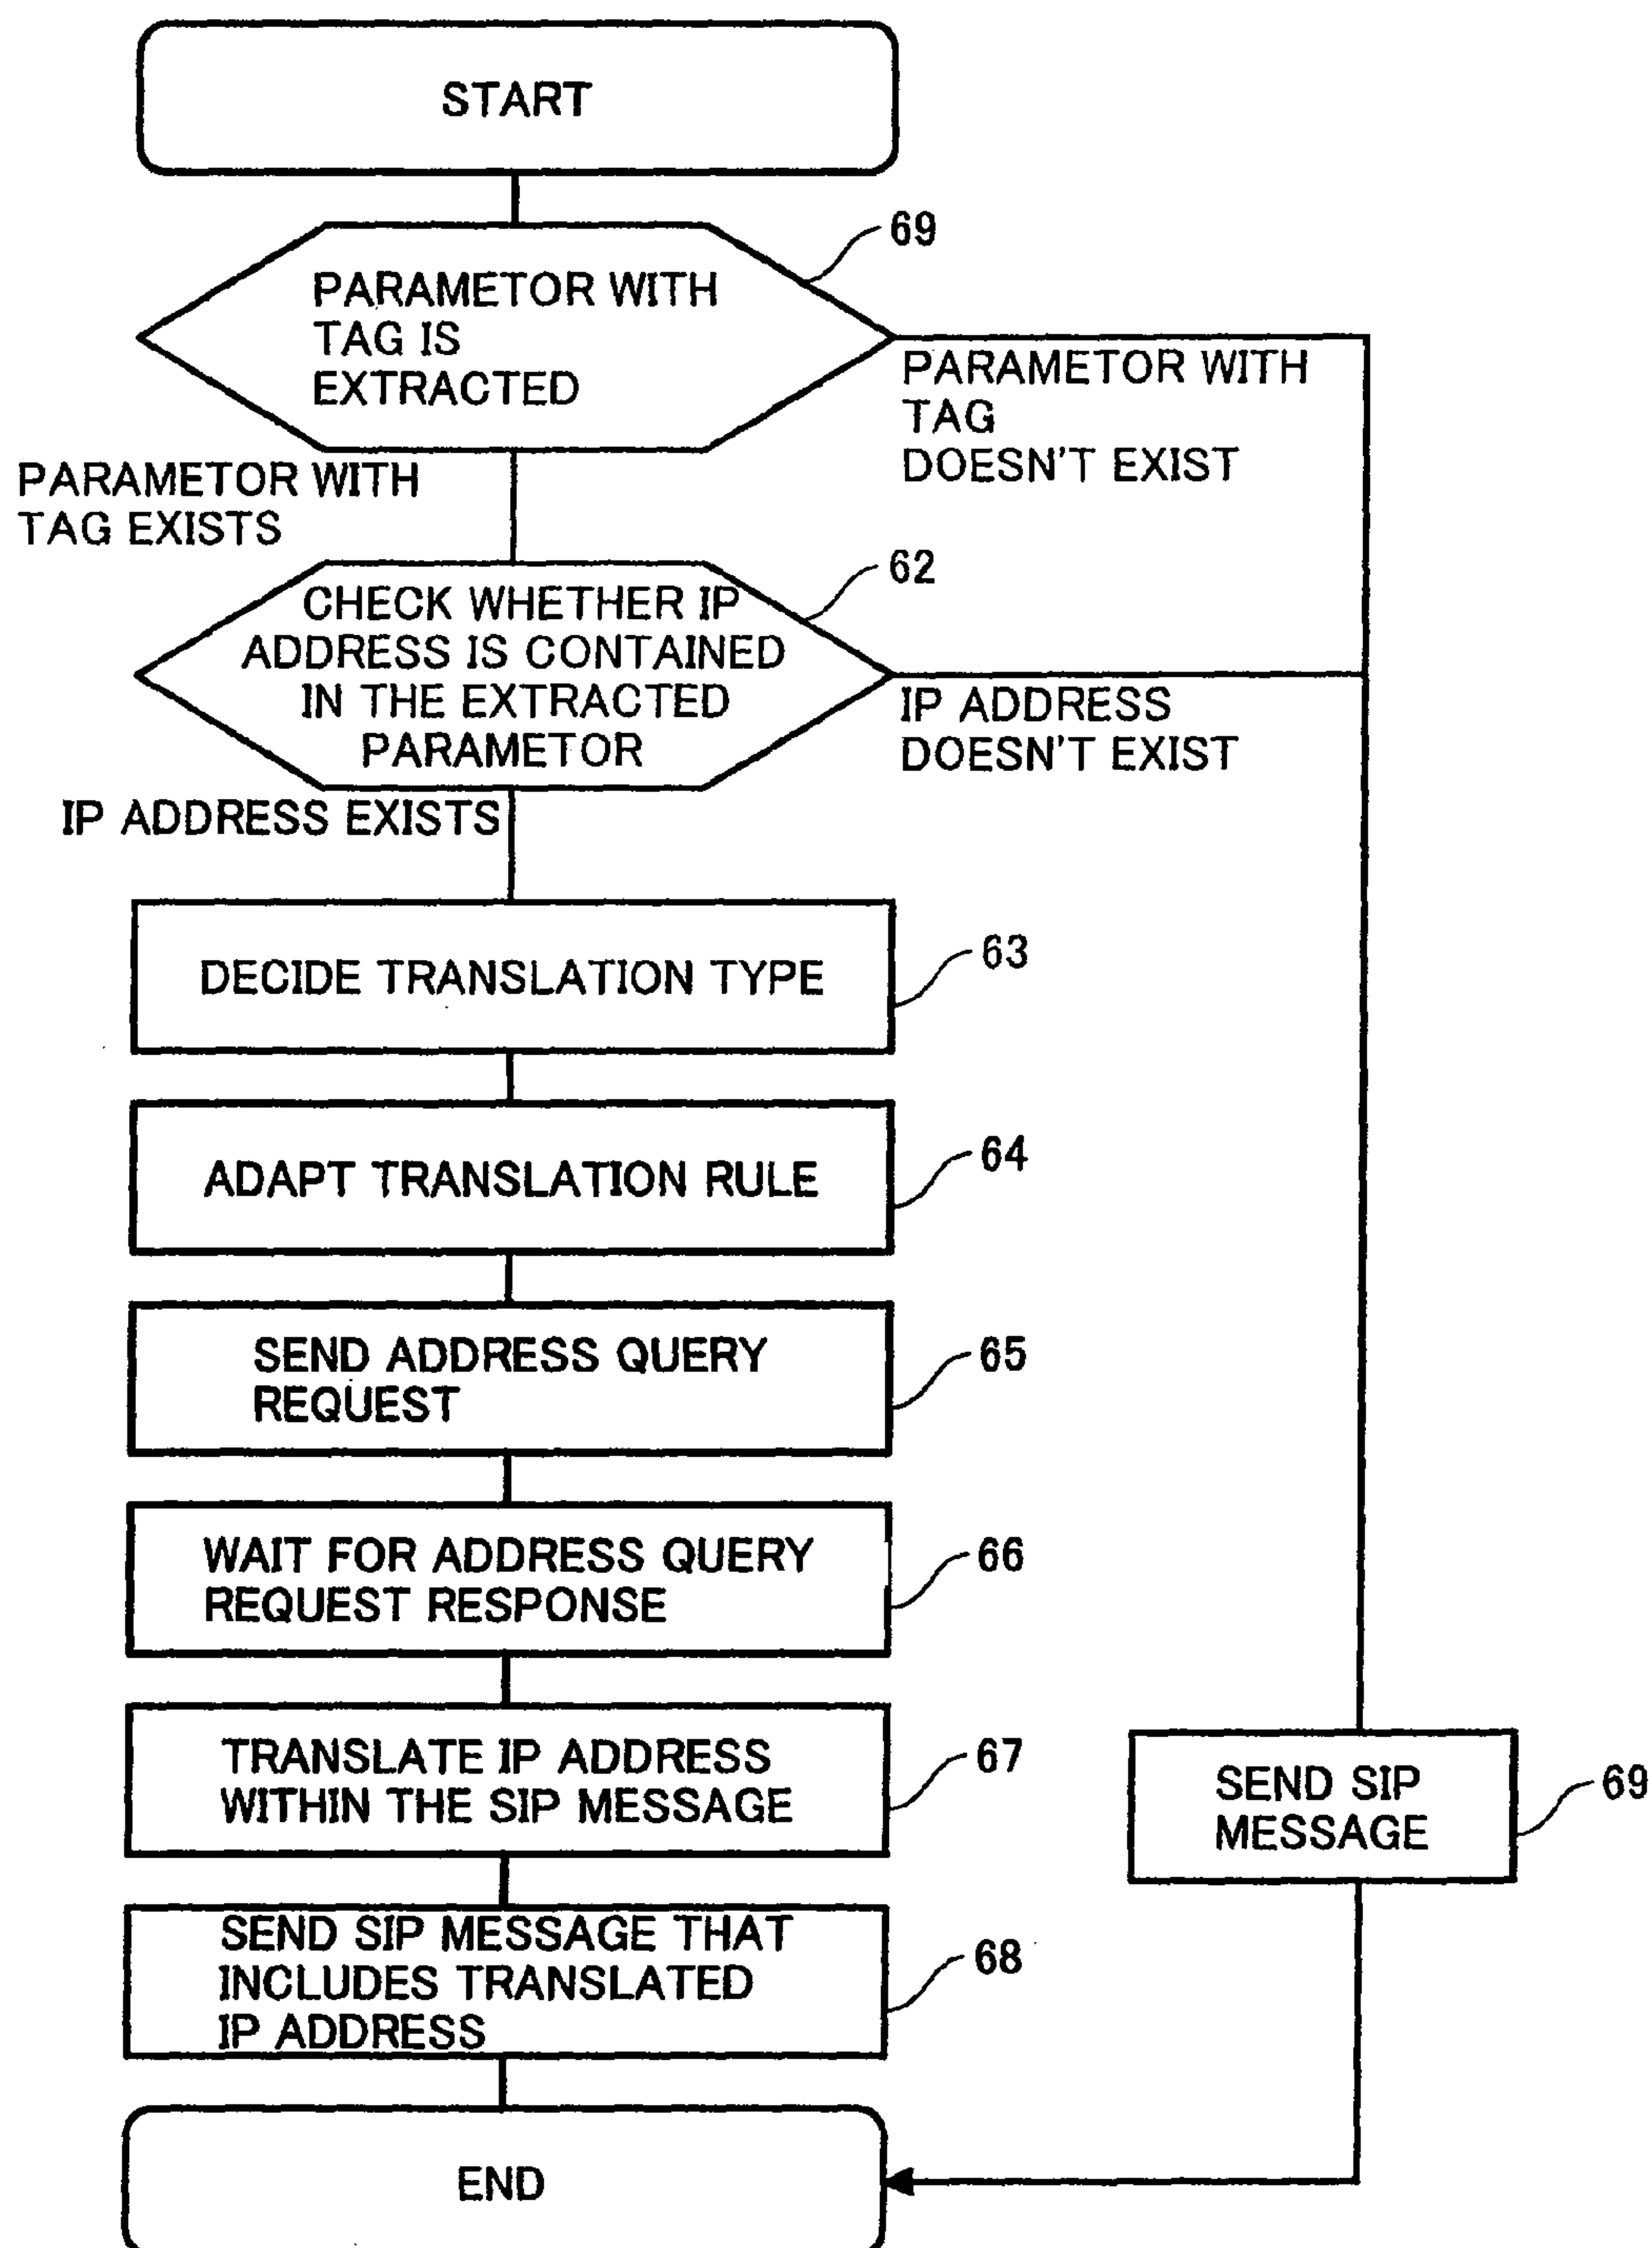 START
69
PARAMETOR WITH
TAG IS
EXTRACTED
PARAMETOR WITH
TAG
DOESN'T EXIST
PARAMETOR WITH
TAG EXISTS
62
CHECK WHETHER IP
ADDRESS IS CONTAINED
IN THE EXTRACTED
PARAMETOR
IP ADDRESS
DOESN'T EXIST
IP ADDRESS EXISTS
DECIDE TRANSLATION TYPE
63
ADAPT TRANSLATION RULE
64
SEND ADDRESS QUERY
REQUEST
65
WAIT FOR ADDRESS QUERY
REQUEST RESPONSE
66
TRANSLATE IP ADDRESS
WITHIN THE SIP MESSAGE
67
SEND SIP
MESSAGE
69
SEND SIP MESSAGE THAT
INCLUDES TRANSLATED
IP ADDRESS
68
END